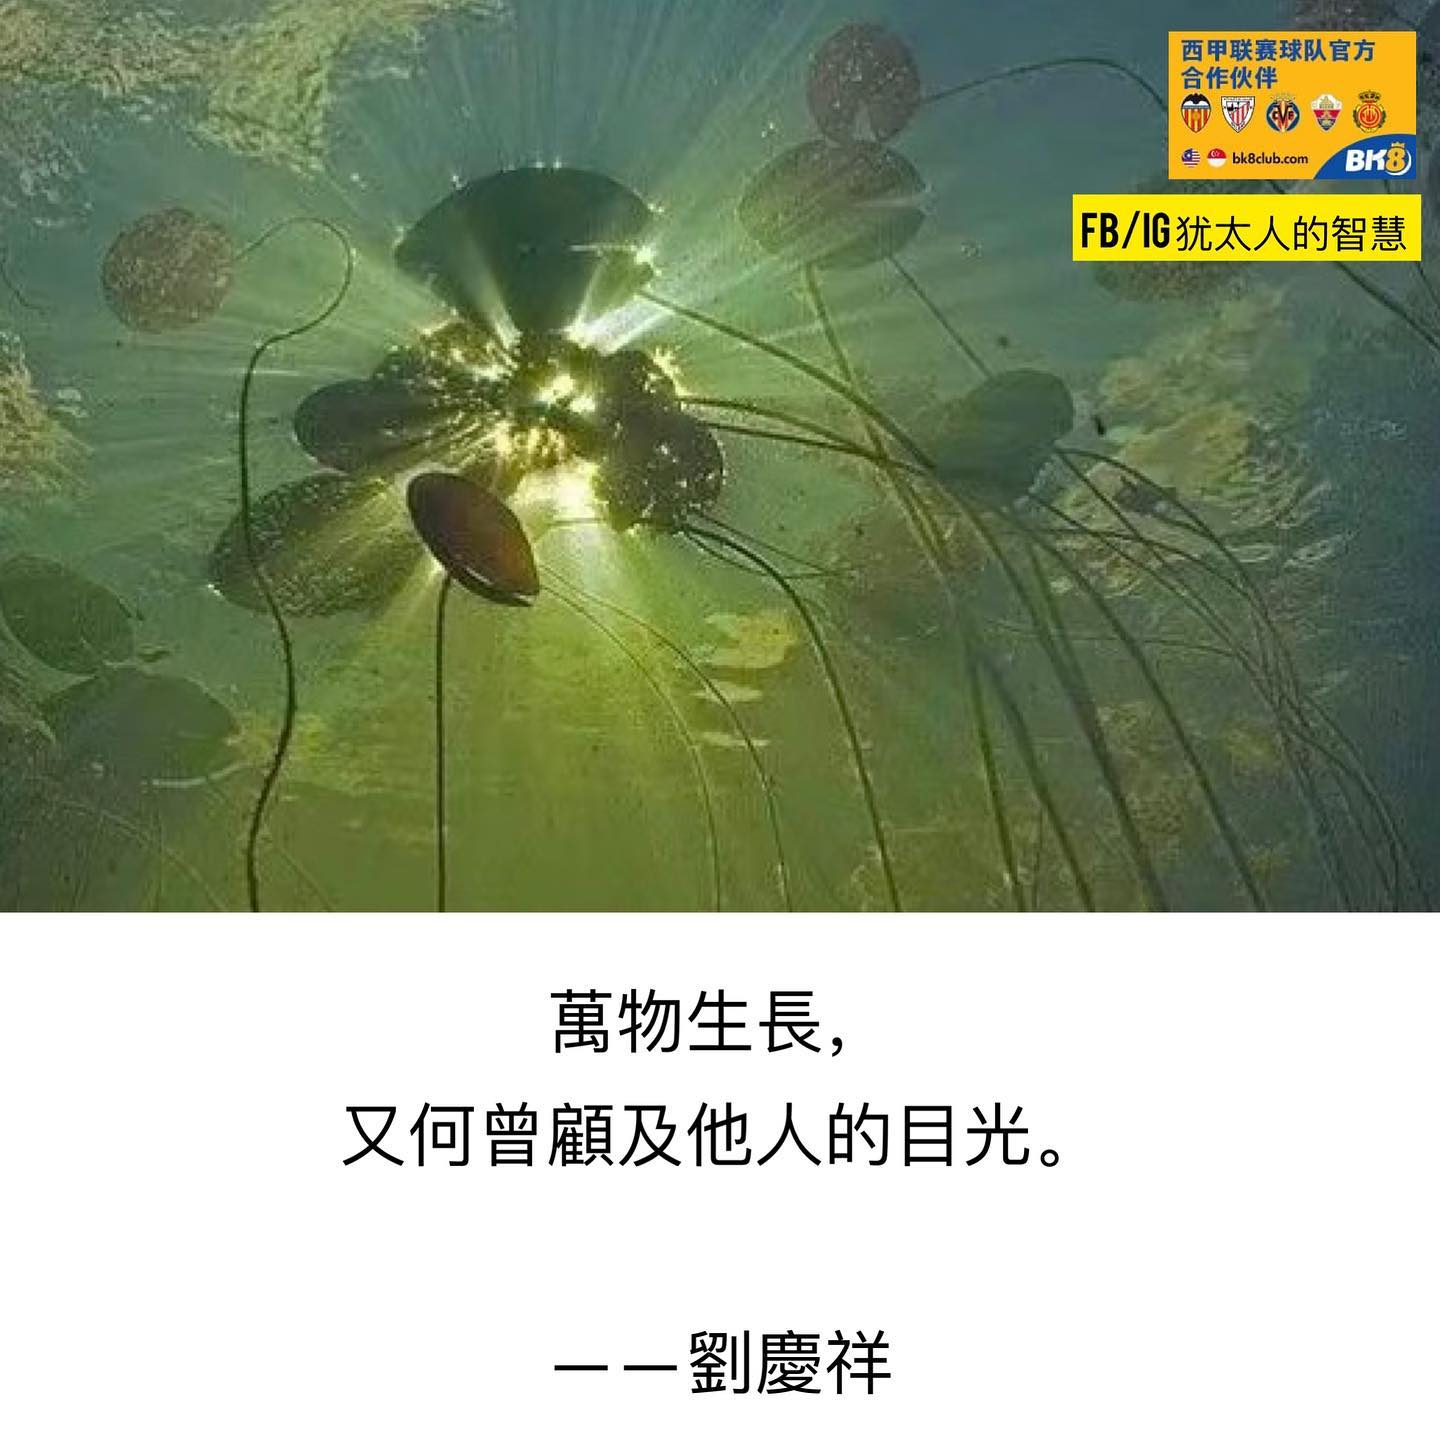 西甲联赛球队官方
合作伙伴
bk8club.com
BK8
FB/IG犹太人的智慧
萬物生長，
又何曾顧及他人的目光。
——劉慶祥